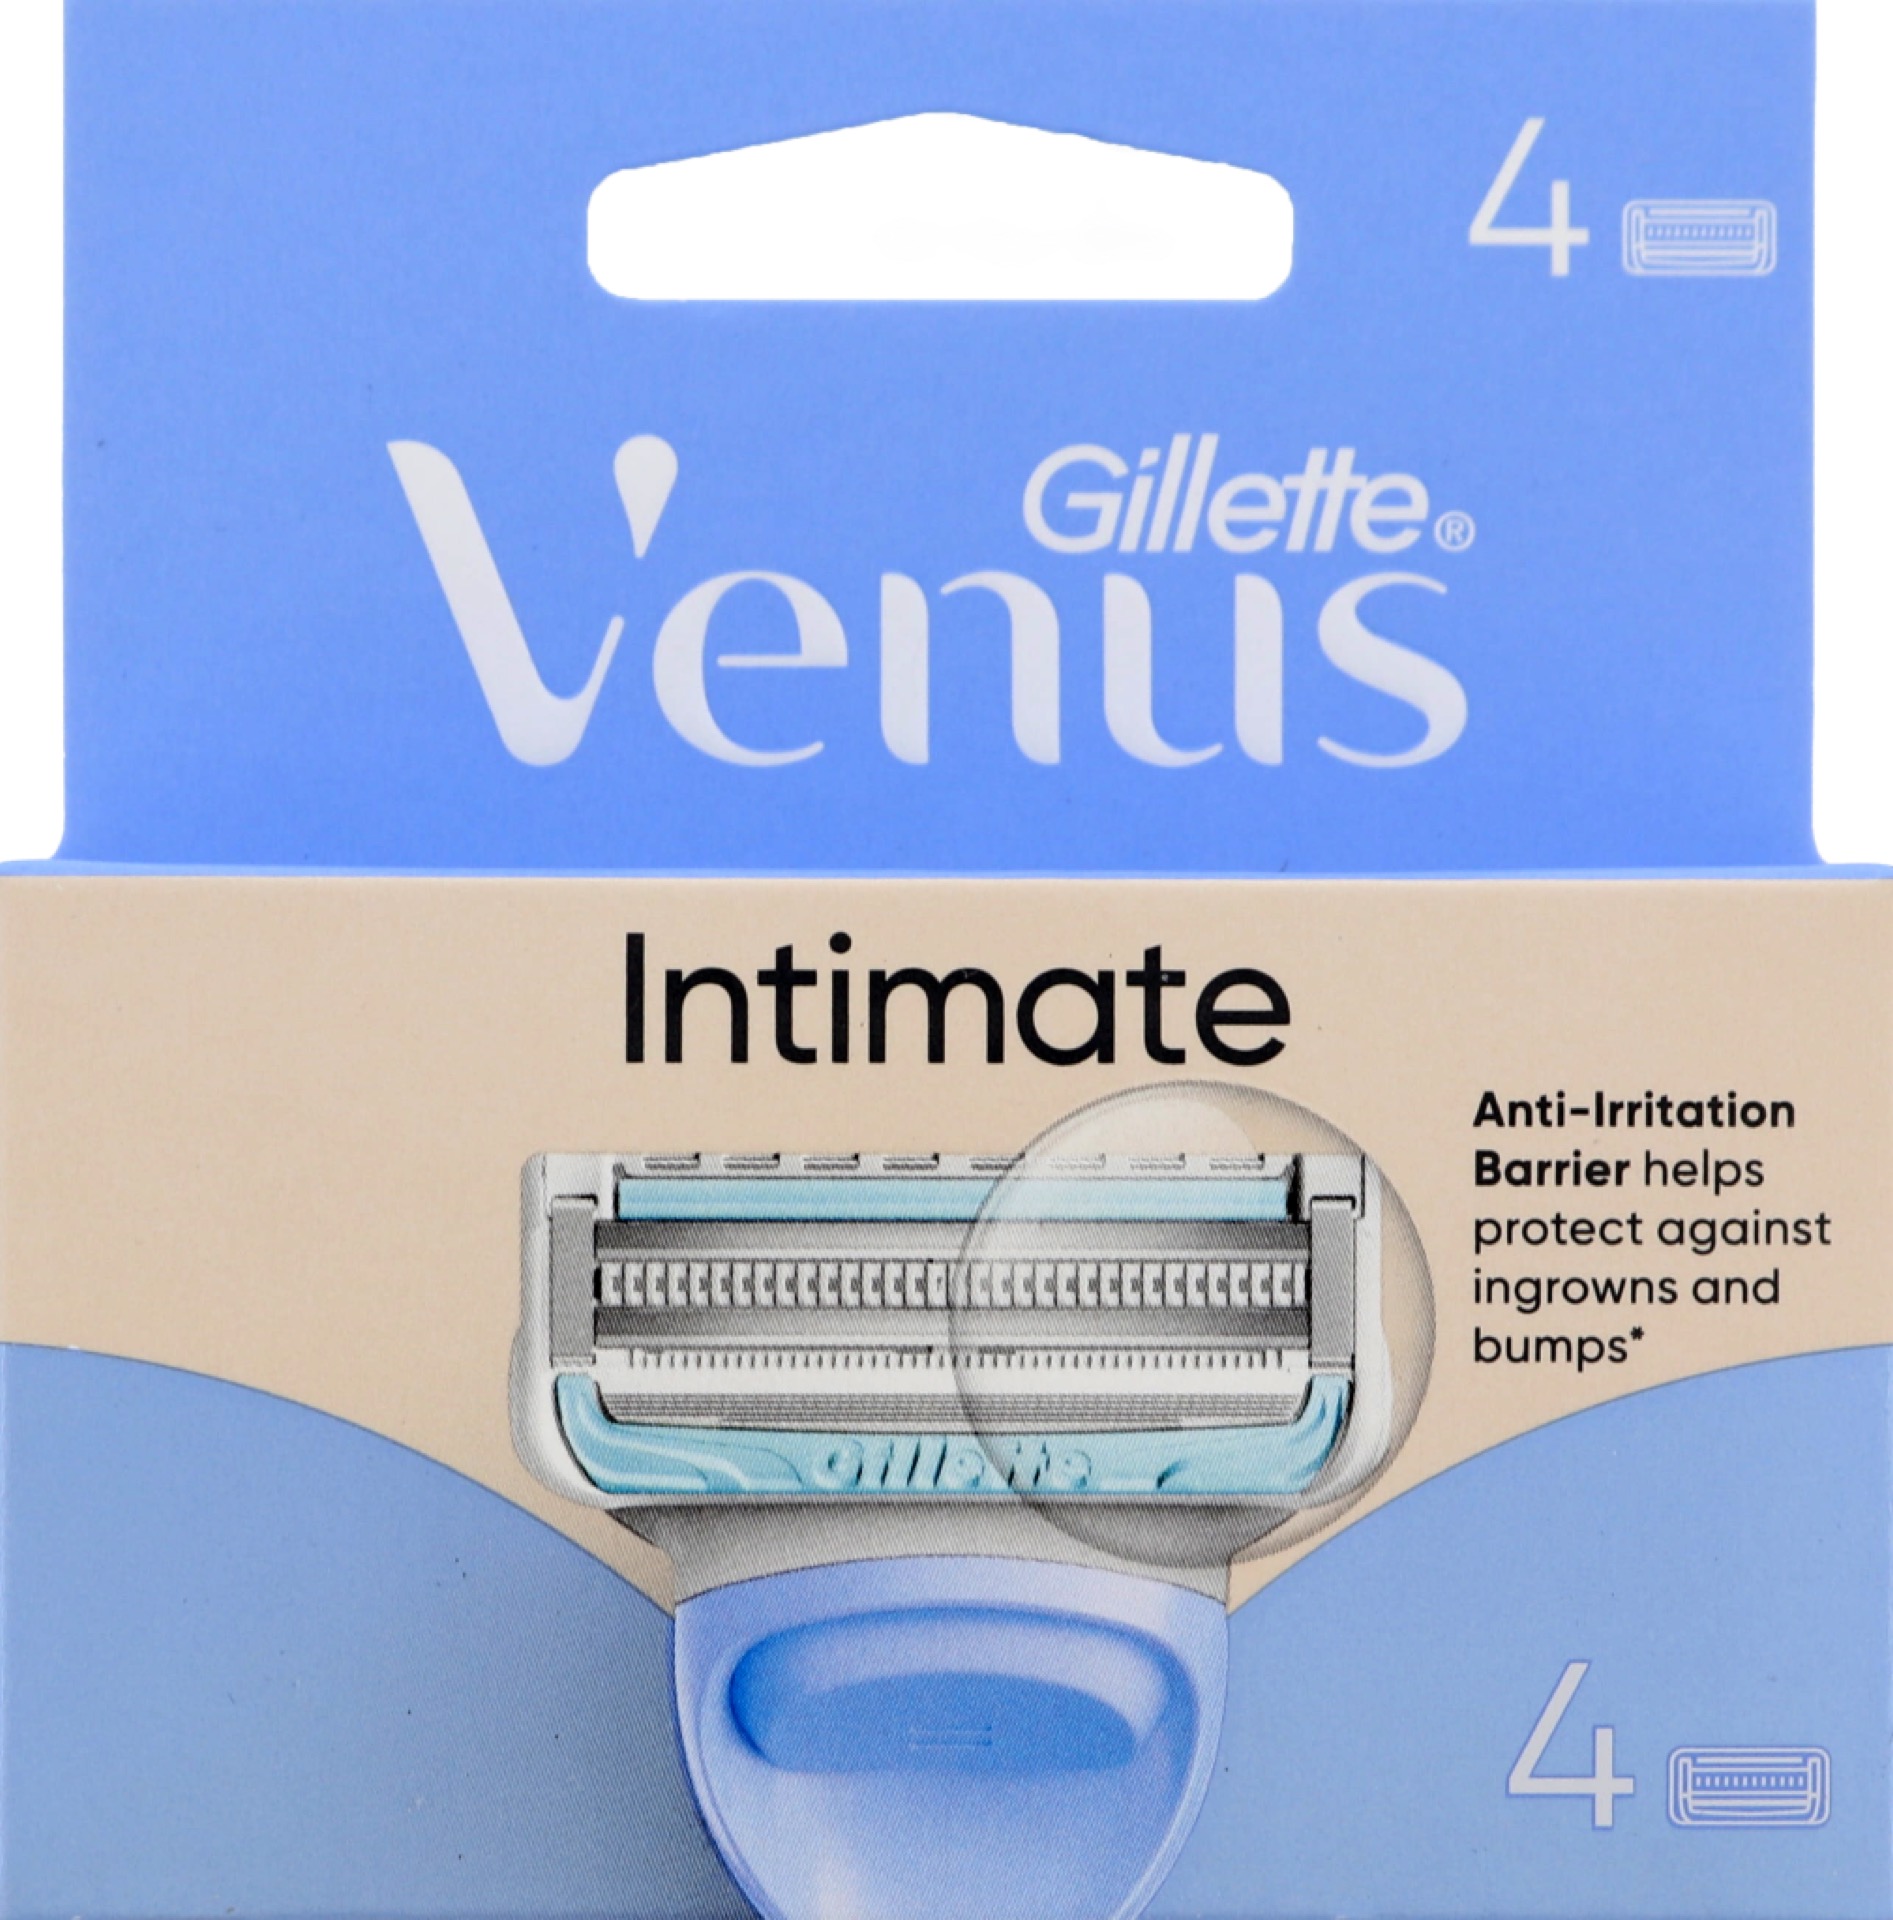 4
Gillette®
Venus
Intimate
Anti-Irritation
Barrier helps
protect against
ingrowns and
bumps*
Gillette
4